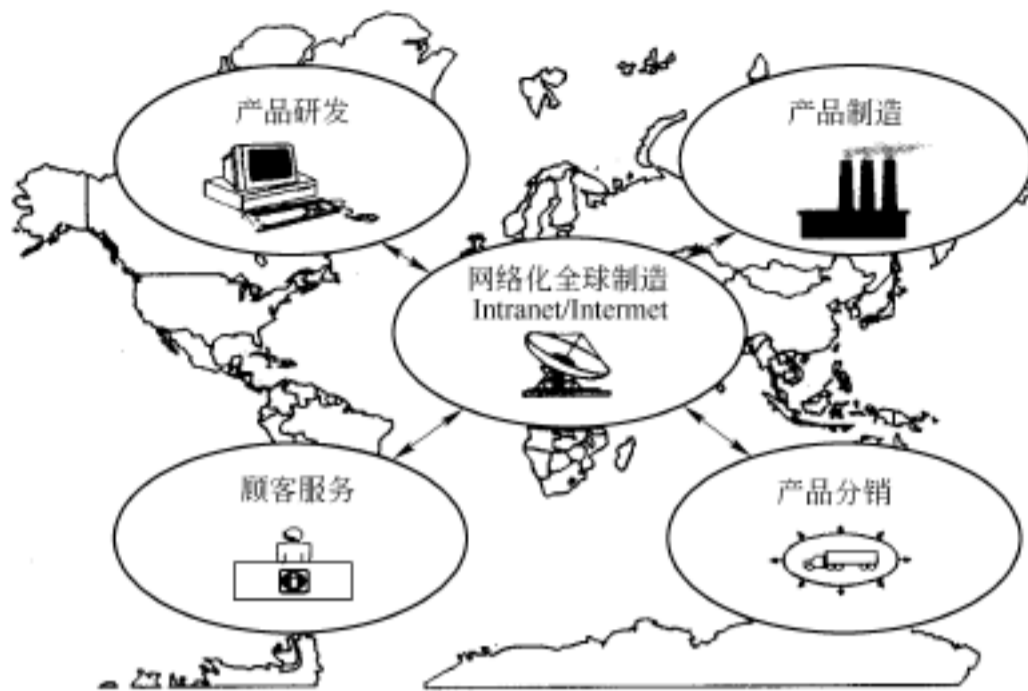 产品研发
产品制造
网络化全球制造
Intranet/Intermet
顾客服务
产品分销